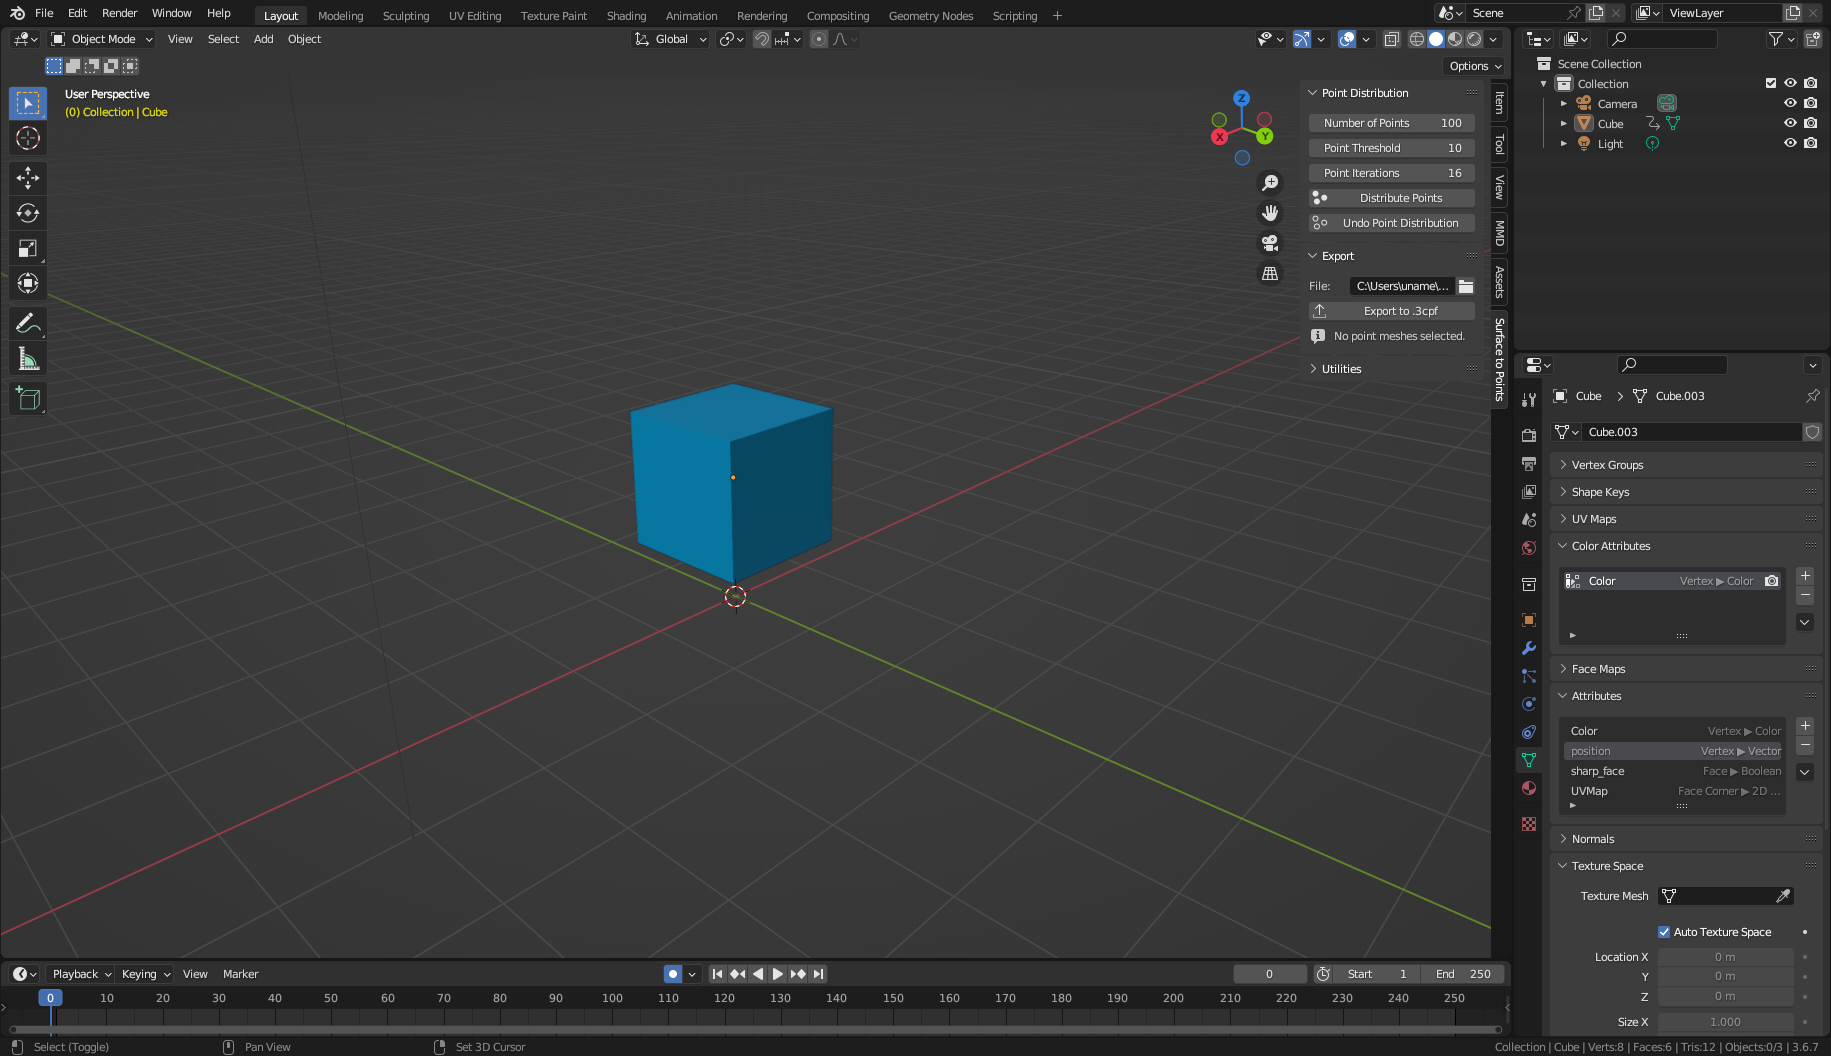 File Edit Render Window Help Layout Modeling Sculpting UV Editing Texture Paint Shading Animation Rendering Compositing Geometry Nodes Scripting + Scene ViewLayer
Object Mode View Select Add Object Global
Options
User Perspective
(0) Collection | Cube
Z
X
Y
Point Distribution
Number of Points 100
Point Threshold 10
Point Iterations 16
Distribute Points
Undo Point Distribution
Export
File: C:\Users\uname\...
Export to .3cpf
No point meshes selected.
Utilities
Item
Tool
View
MMD
Assets
Surface to Points
Scene Collection
Collection
Camera
Cube
Light
Cube Cube.003
Cube.003
Vertex Groups
Shape Keys
UV Maps
Color Attributes
Color Vertex ▶ Color
Face Maps
Attributes
Color Vertex ▶ Color
position Vertex ▶ Vector
sharp_face Face ▶ Boolean
UVMap Face Corner ▶ 2D ...
Normals
Texture Space
Texture Mesh
Auto Texture Space
Location X 0 m
Y 0 m
Z 0 m
Size X 1.000
Playback Keying View Marker 0 Start 1 End 250
0 10 20 30 40 50 60 70 80 90 100 110 120 130 140 150 160 170 180 190 200 210 220 230 240 250
Select (Toggle) Pan View Set 3D Cursor Collection | Cube | Verts:8 | Faces:6 | Tris:12 | Objects:0/3 | 3.6.7